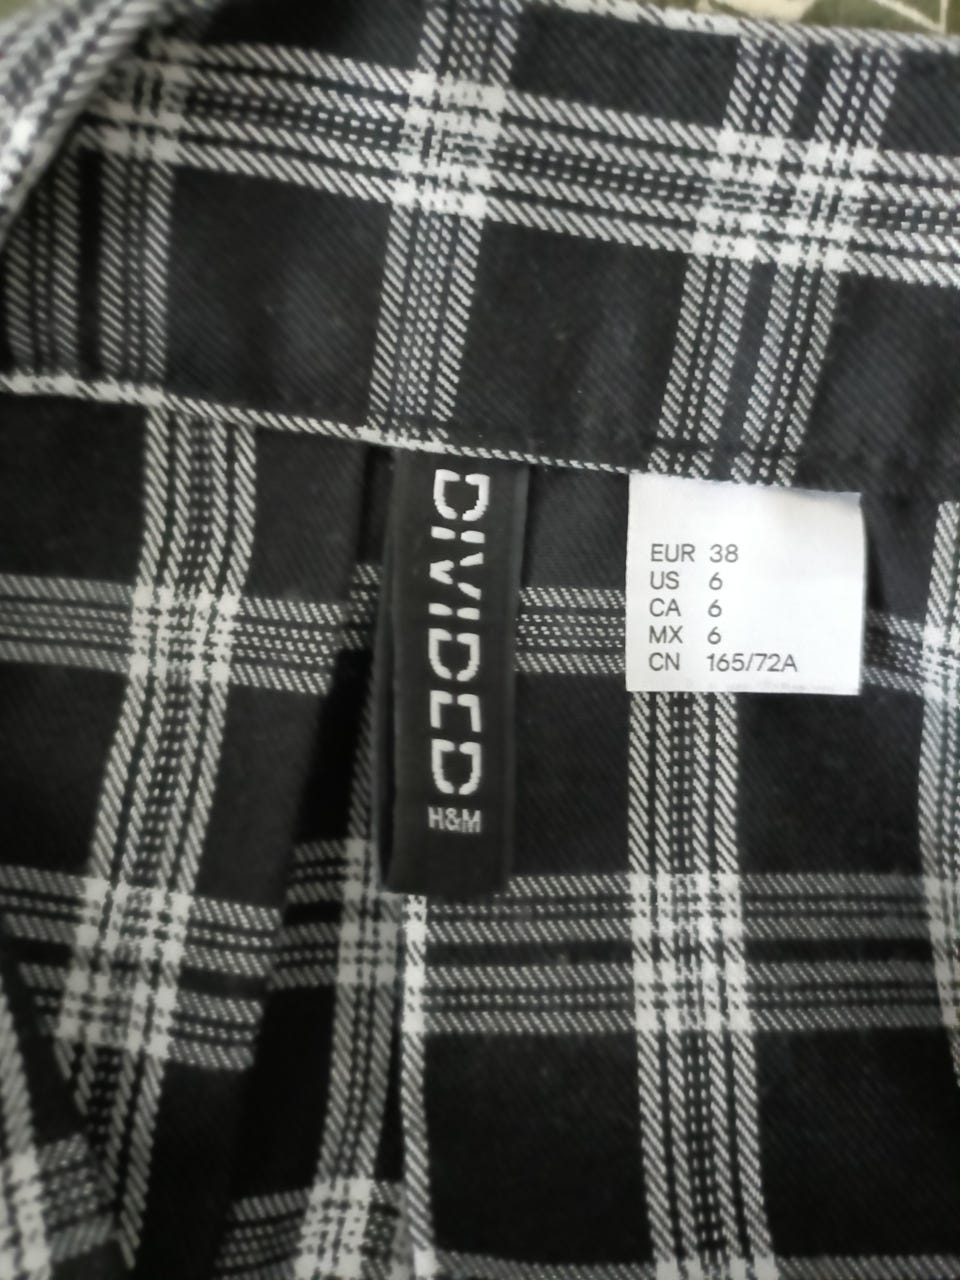 DIVIDED
H&M
EUR 38
US 6
CA 6
MX 6
CN 165/72A